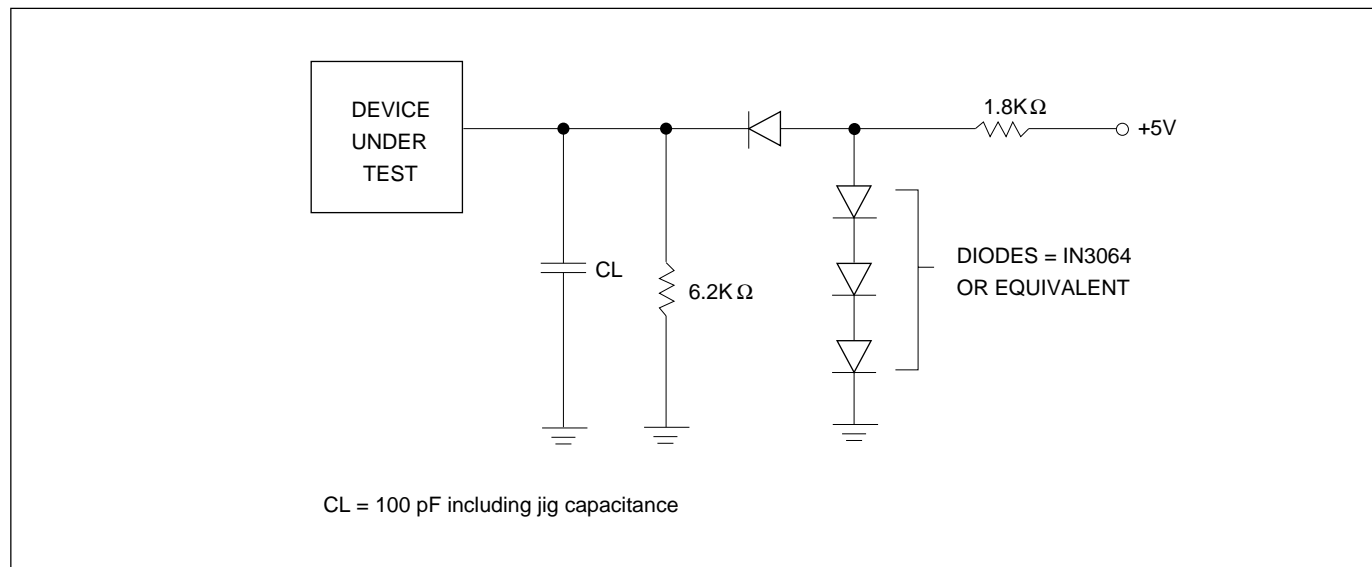 DEVICE
UNDER
TEST
1.8KΩ
+5V
CL
6.2KΩ
DIODES = IN3064
OR EQUIVALENT
CL = 100 pF including jig capacitance